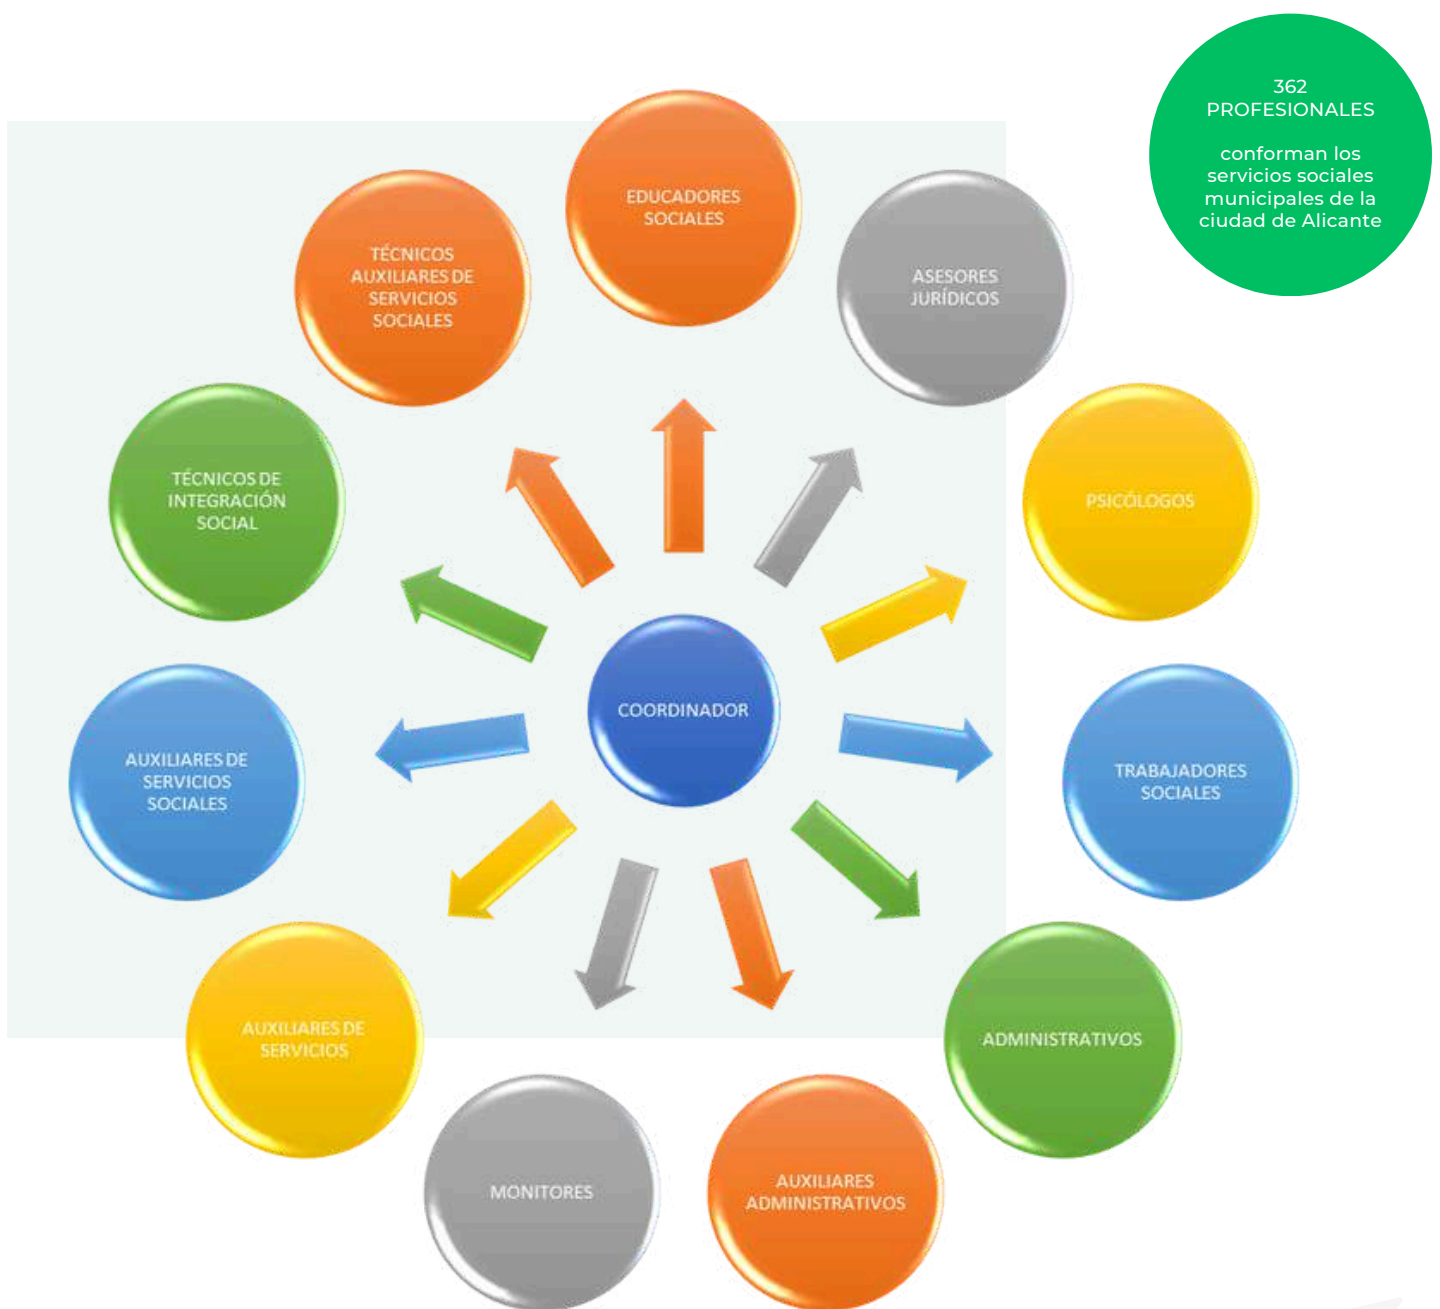 362
PROFESIONALES
conforman los
servicios sociales
municipales de la
ciudad de Alicante
EDUCADORES
SOCIALES
ASESORES
JURÍDICOS
PSICÓLOGOS
TRABAJADORES
SOCIALES
ADMINISTRATIVOS
AUXILIARES
ADMINISTRATIVOS
MONITORES
AUXILIARES DE
SERVICIOS
AUXILIARES DE
SERVICIOS
SOCIALES
TÉCNICOS DE
INTEGRACIÓN
SOCIAL
TÉCNICOS
AUXILIARES DE
SERVICIOS
SOCIALES
COORDINADOR